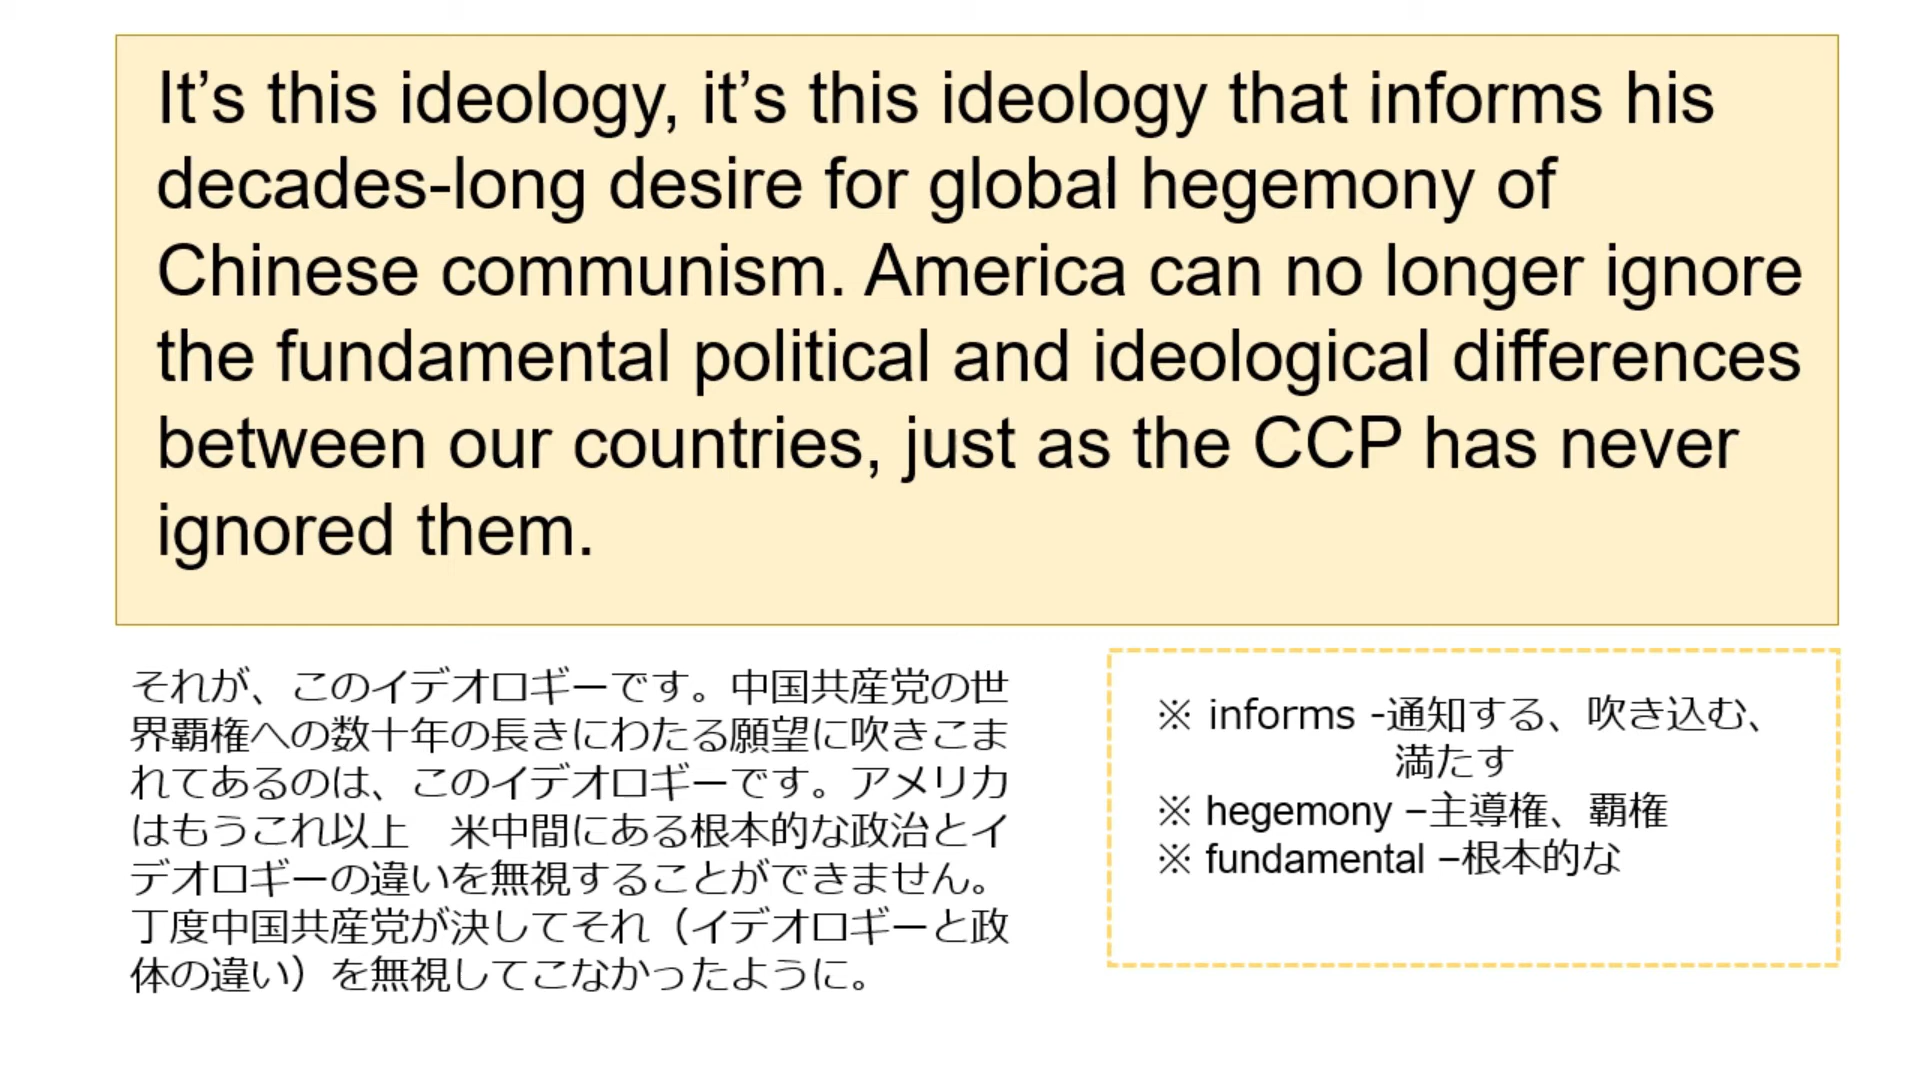 It’s this ideology, it’s this ideology that informs his
decades-long desire for global hegemony of
Chinese communism. America can no longer ignore
the fundamental political and ideological differences
between our countries, just as the CCP has never
ignored them.
それが、このイデオロギーです。中国共産党の世
界覇権への数十年の長きにわたる願望に吹きこま
れてあるのは、このイデオロギーです。アメリカ
はもうこれ以上　米中間にある根本的な政治とイ
デオロギーの違いを無視することができません。
丁度中国共産党が決してそれ（イデオロギーと政
体の違い）を無視してこなかったように。
※ informs -通知する、吹き込む、
満たす
※ hegemony –主導権、覇権
※ fundamental –根本的な